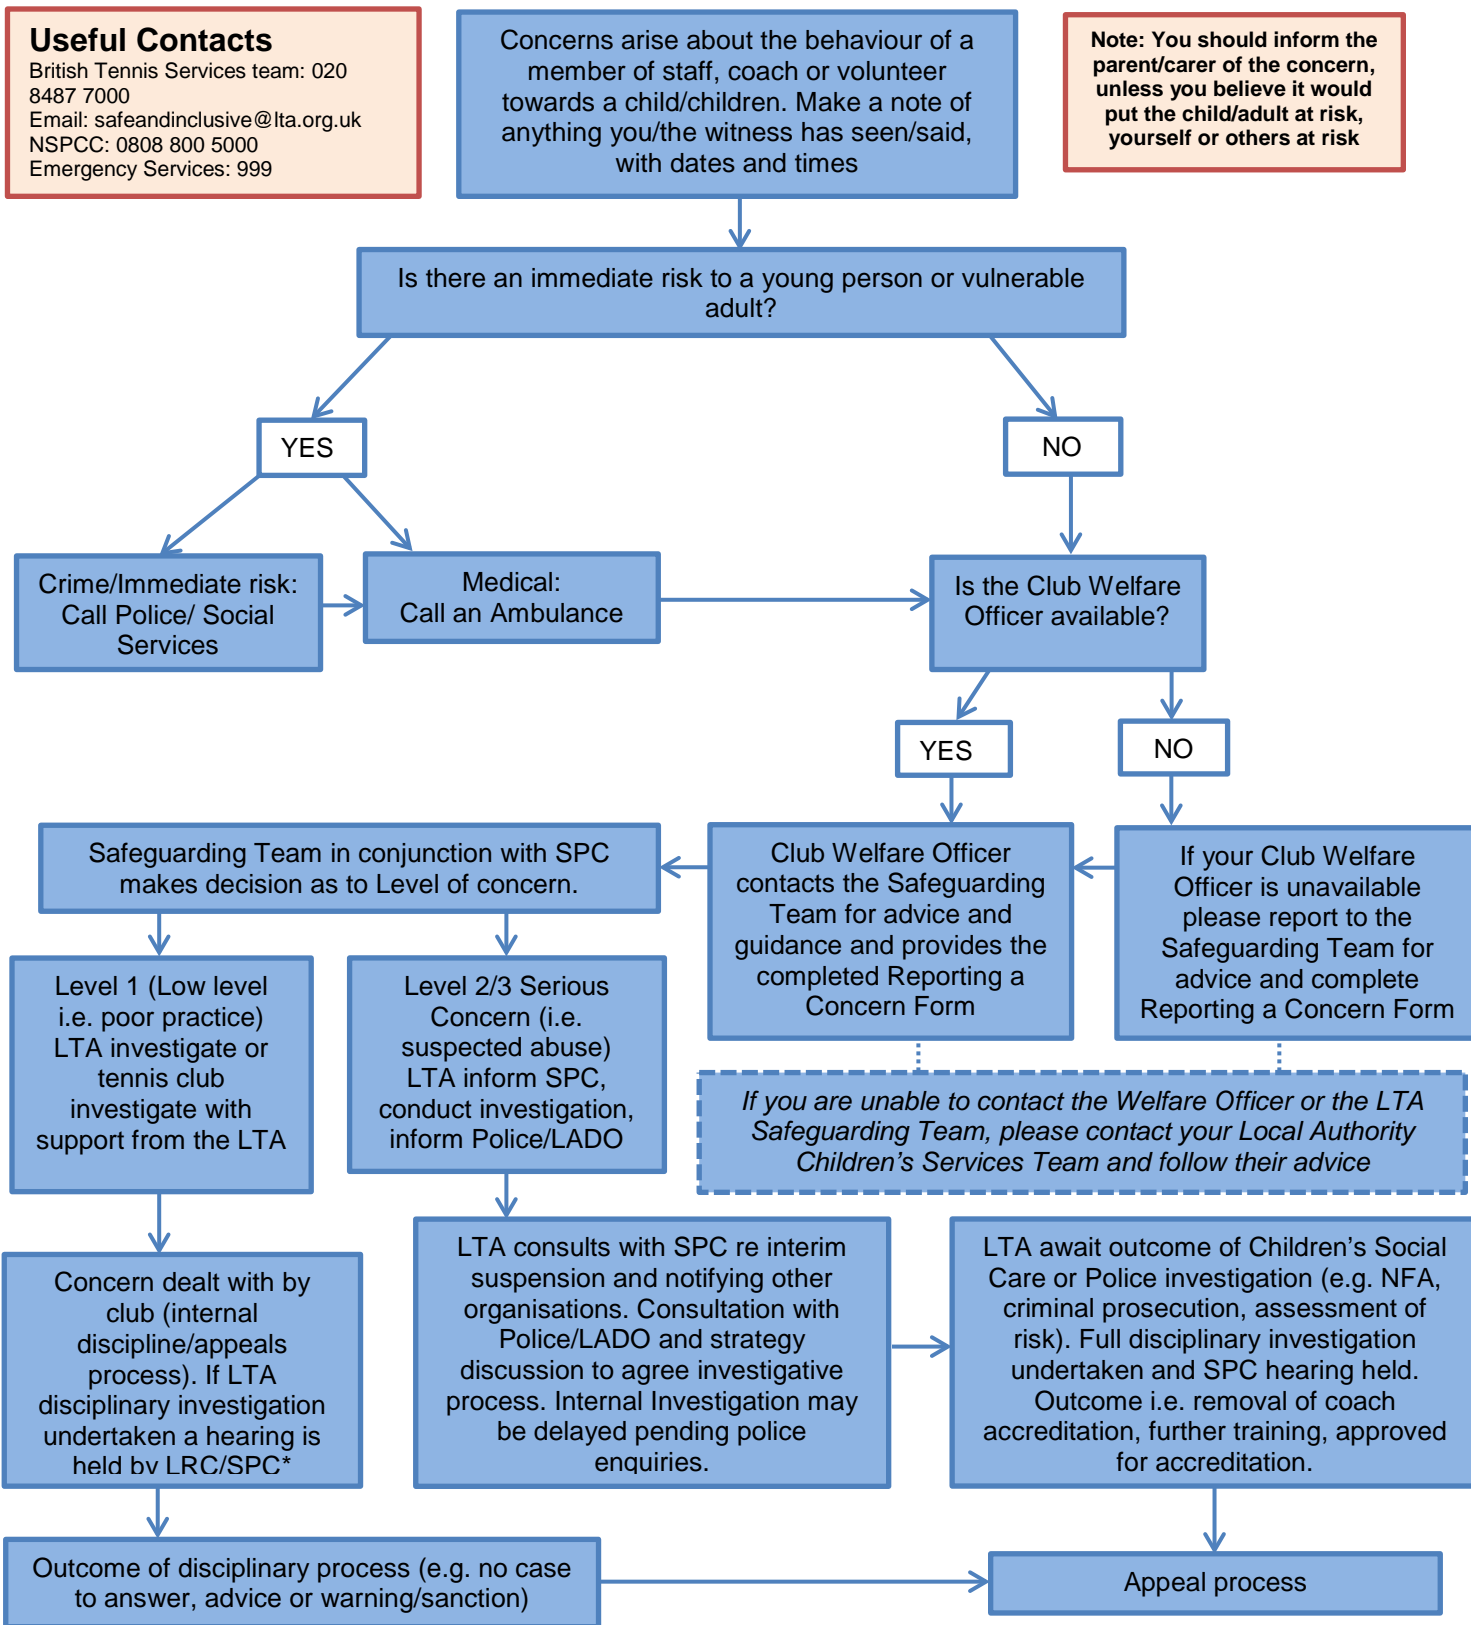 Useful Contacts
British Tennis Services team: 020
8487 7000
Email: safeandinclusive@lta.org.uk
NSPCC: 0808 800 5000
Emergency Services: 999
Concerns arise about the behaviour of a
member of staff, coach or volunteer
towards a child/children. Make a note of
anything you/the witness has seen/said,
with dates and times
Note: You should inform the
parent/carer of the concern,
unless you believe it would
put the child/adult at risk,
yourself or others at risk
Is there an immediate risk to a young person or vulnerable
adult?
YES
NO
Crime/Immediate risk:
Call Police/ Social
Services
Medical:
Call an Ambulance
Is the Club Welfare
Officer available?
YES
NO
Safeguarding Team in conjunction with SPC
makes decision as to Level of concern.
Club Welfare Officer
contacts the Safeguarding
Team for advice and
guidance and provides the
completed Reporting a
Concern Form
If your Club Welfare
Officer is unavailable
please report to the
Safeguarding Team for
advice and complete
Reporting a Concern Form
Level 1 (Low level
i.e. poor practice)
LTA investigate or
tennis club
investigate with
support from the LTA
Level 2/3 Serious
Concern (i.e.
suspected abuse)
LTA inform SPC,
conduct investigation,
inform Police/LADO
If you are unable to contact the Welfare Officer or the LTA
Safeguarding Team, please contact your Local Authority
Children's Services Team and follow their advice
Concern dealt with by
club (internal
discipline/appeals
process). If LTA
disciplinary investigation
undertaken a hearing is
held by LRC/SPC*
LTA consults with SPC re interim
suspension and notifying other
organisations. Consultation with
Police/LADO and strategy
discussion to agree investigative
process. Internal Investigation may
be delayed pending police
enquiries.
LTA await outcome of Children's Social
Care or Police investigation (e.g. NFA,
criminal prosecution, assessment of
risk). Full disciplinary investigation
undertaken and SPC hearing held.
Outcome i.e. removal of coach
accreditation, further training, approved
for accreditation.
Outcome of disciplinary process (e.g. no case
to answer, advice or warning/sanction)
Appeal process